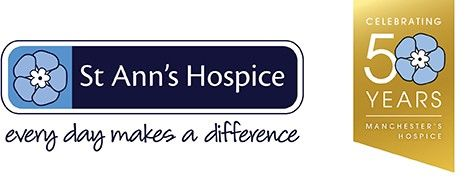 St Ann's Hospice
every day makes a difference
CELEBRATING
50
YEARS
MANCHESTER'S
HOSPICE